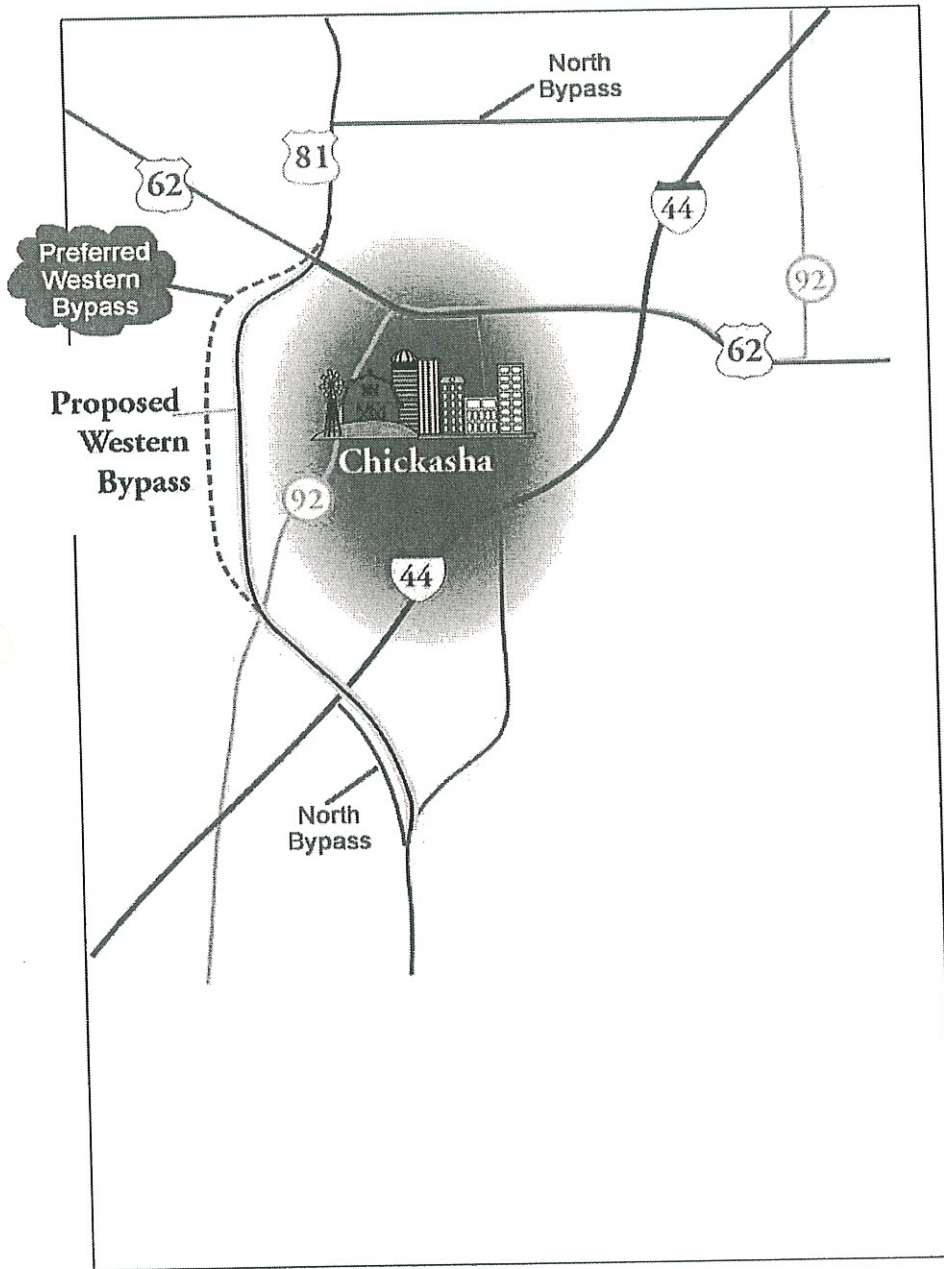 North
Bypass
81
62
44
Preferred
Western
Bypass
92
62
Proposed
Western
Bypass
Chickasha
92
44
North
Bypass